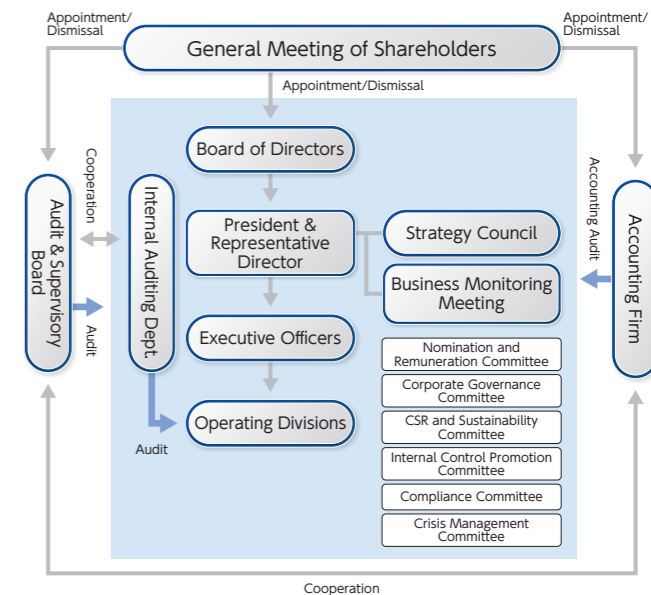 Appointment/
Dismissal
Appointment/
Dismissal
General Meeting of Shareholders
Appointment/Dismissal
Board of Directors
Cooperation
Accounting Audit
Audit & Supervisory
Board
Internal Auditing Dept.
President &
Representative
Director
Strategy Council
Business Monitoring
Meeting
Accounting Firm
Audit
Executive Officers
Nomination and
Remuneration Committee
Corporate Governance
Committee
Operating Divisions
CSR and Sustainability
Committee
Audit
Internal Control Promotion
Committee
Compliance Committee
Crisis Management
Committee
Cooperation